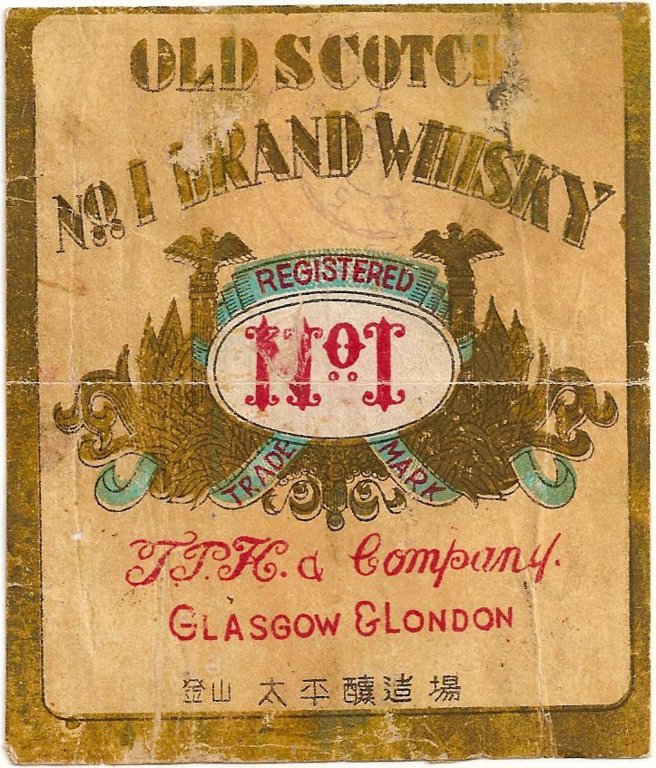 OLD SCOTCH
No. 1 BRAND WHISKY
REGISTERED
No 1
TRADE MARK
T.P.H. & Company.
GLASGOW & LONDON
釜山 太平釀造場